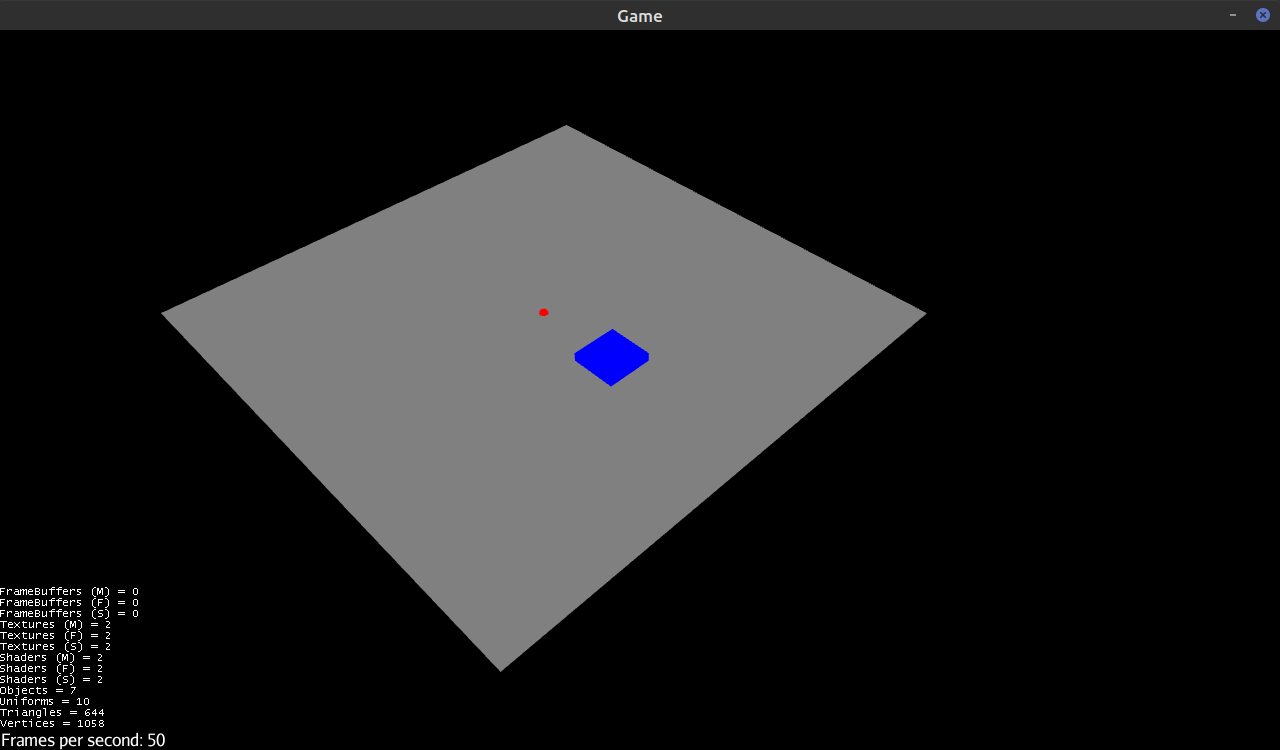 Game
FrameBuffers (M) = 0
FrameBuffers (F) = 0
FrameBuffers (S) = 0
Textures (M) = 2
Textures (F) = 2
Textures (S) = 2
Shaders (M) = 2
Shaders (F) = 2
Shaders (S) = 2
Objects = 7
Uniforms = 10
Triangles = 644
Vertices = 1058
Frames per second: 50